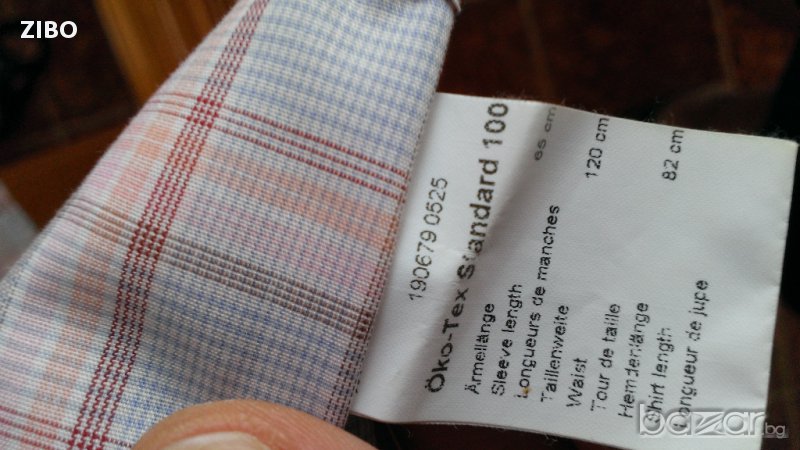 ZIBO
190679 0525
Öko-Tex Standard 100
Ärmellänge
Sleeve length
Longueurs de manches
cm
Taillenweite
Waist
Tour de taille
120 cm
Hemdenlänge
Shirt length
Longueur de jupe
82 cm
bazar.bg